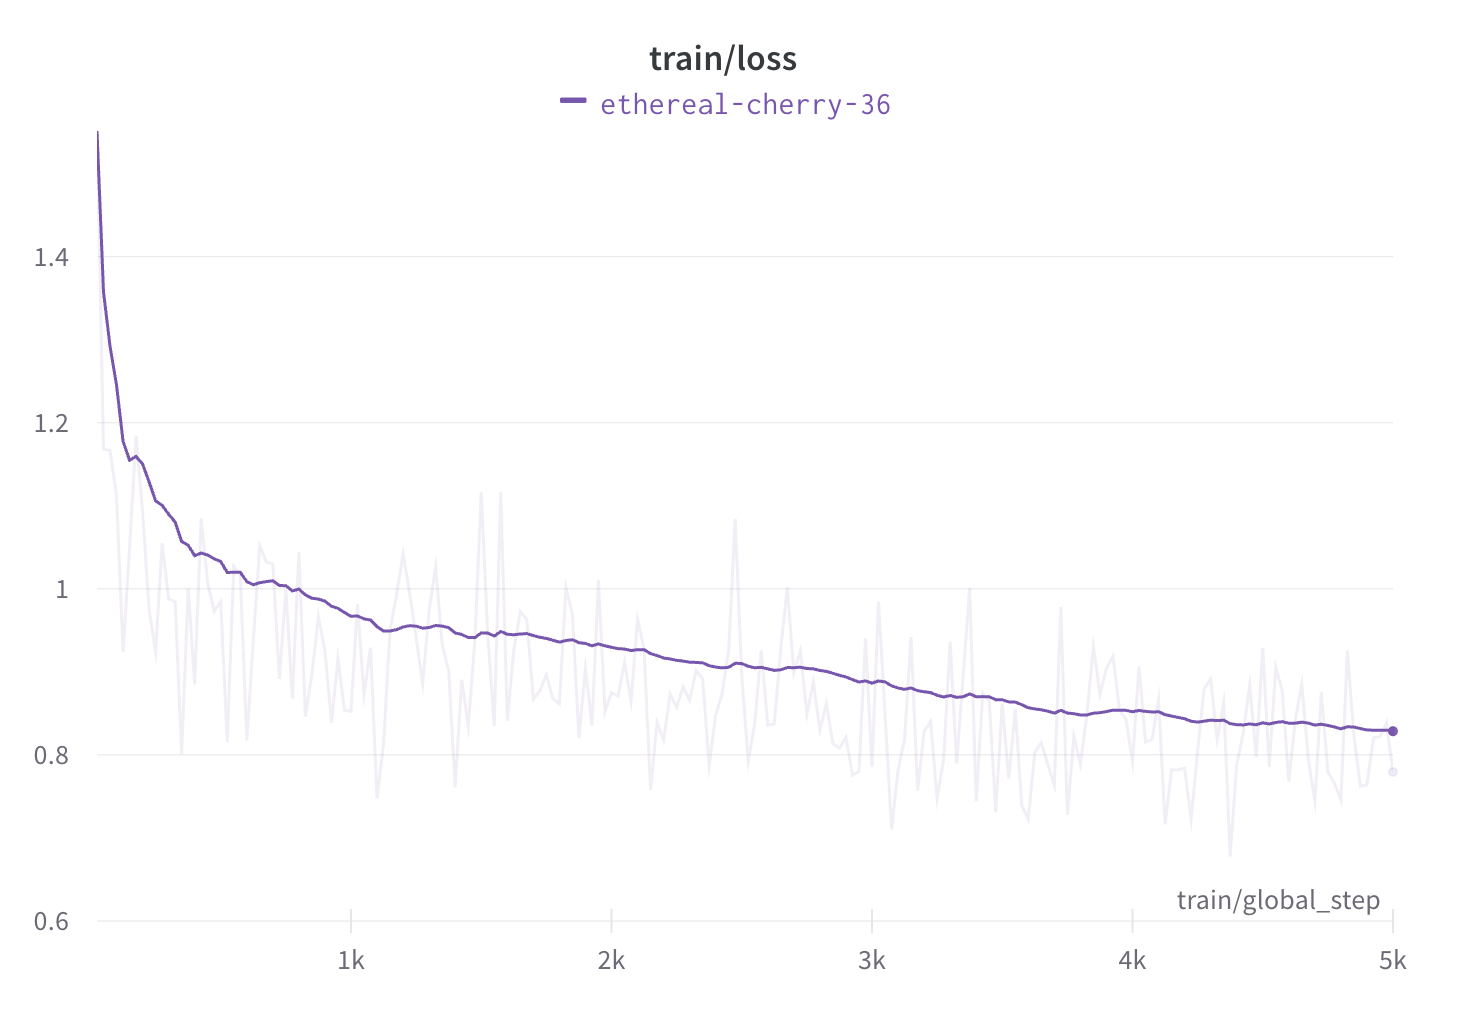 train/loss
ethereal-cherry-36
1.4
1.2
1
0.8
0.6
train/global_step
1k 2k 3k 4k 5k